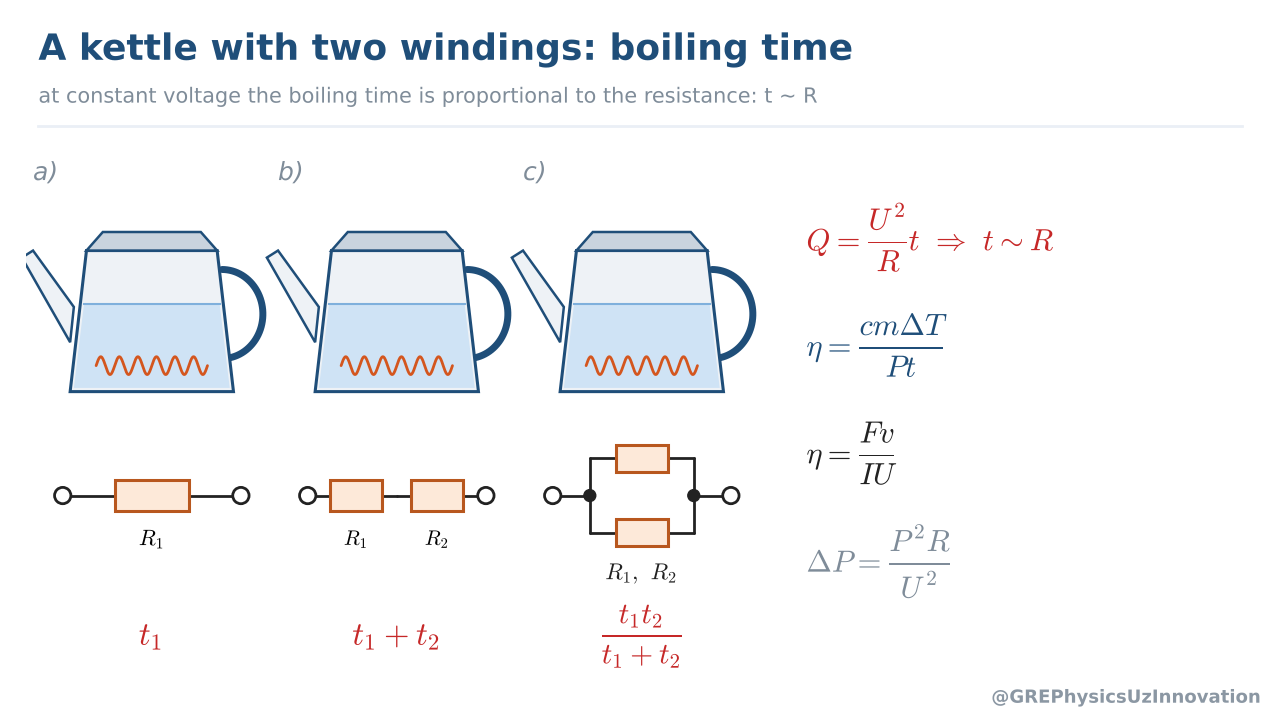 A kettle with two windings: boiling time
at constant voltage the boiling time is proportional to the resistance: t ~ R
a)
b)
c)
Q = U²/R t ⇒ t ~ R
η = cmΔT/Pt
η = Fv/IU
ΔP = P²R/U²
R₁
R₁ R₂
R₁, R₂
t₁
t₁ + t₂
t₁t₂/(t₁ + t₂)
@GREPhysicsUzInnovation